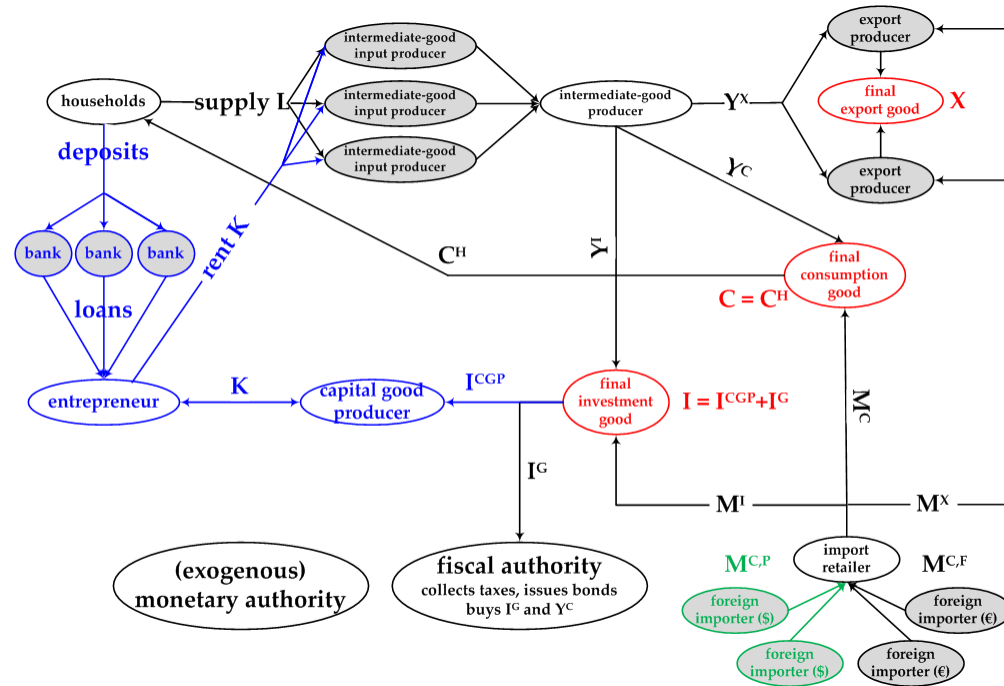 export
producer
intermediate-good
input producer
households
supply L
intermediate-good
input producer
intermediate-good
producer
Yˣ
final
export good
X
intermediate-good
input producer
export
producer
deposits
Y^C
bank
bank
bank
rent K
C^H
Y^I
final
consumption
good
C = C^H
loans
entrepreneur
K
capital good
producer
I^CGP
final
investment
good
I = I^CGP+I^G
M^C
I^G
M^I
M^X
(exogenous)
monetary authority
fiscal authority
collects taxes, issues bonds
buys I^G and Y^C
M^C,P
import
retailer
M^C,F
foreign
importer ($)
foreign
importer (€)
foreign
importer ($)
foreign
importer (€)